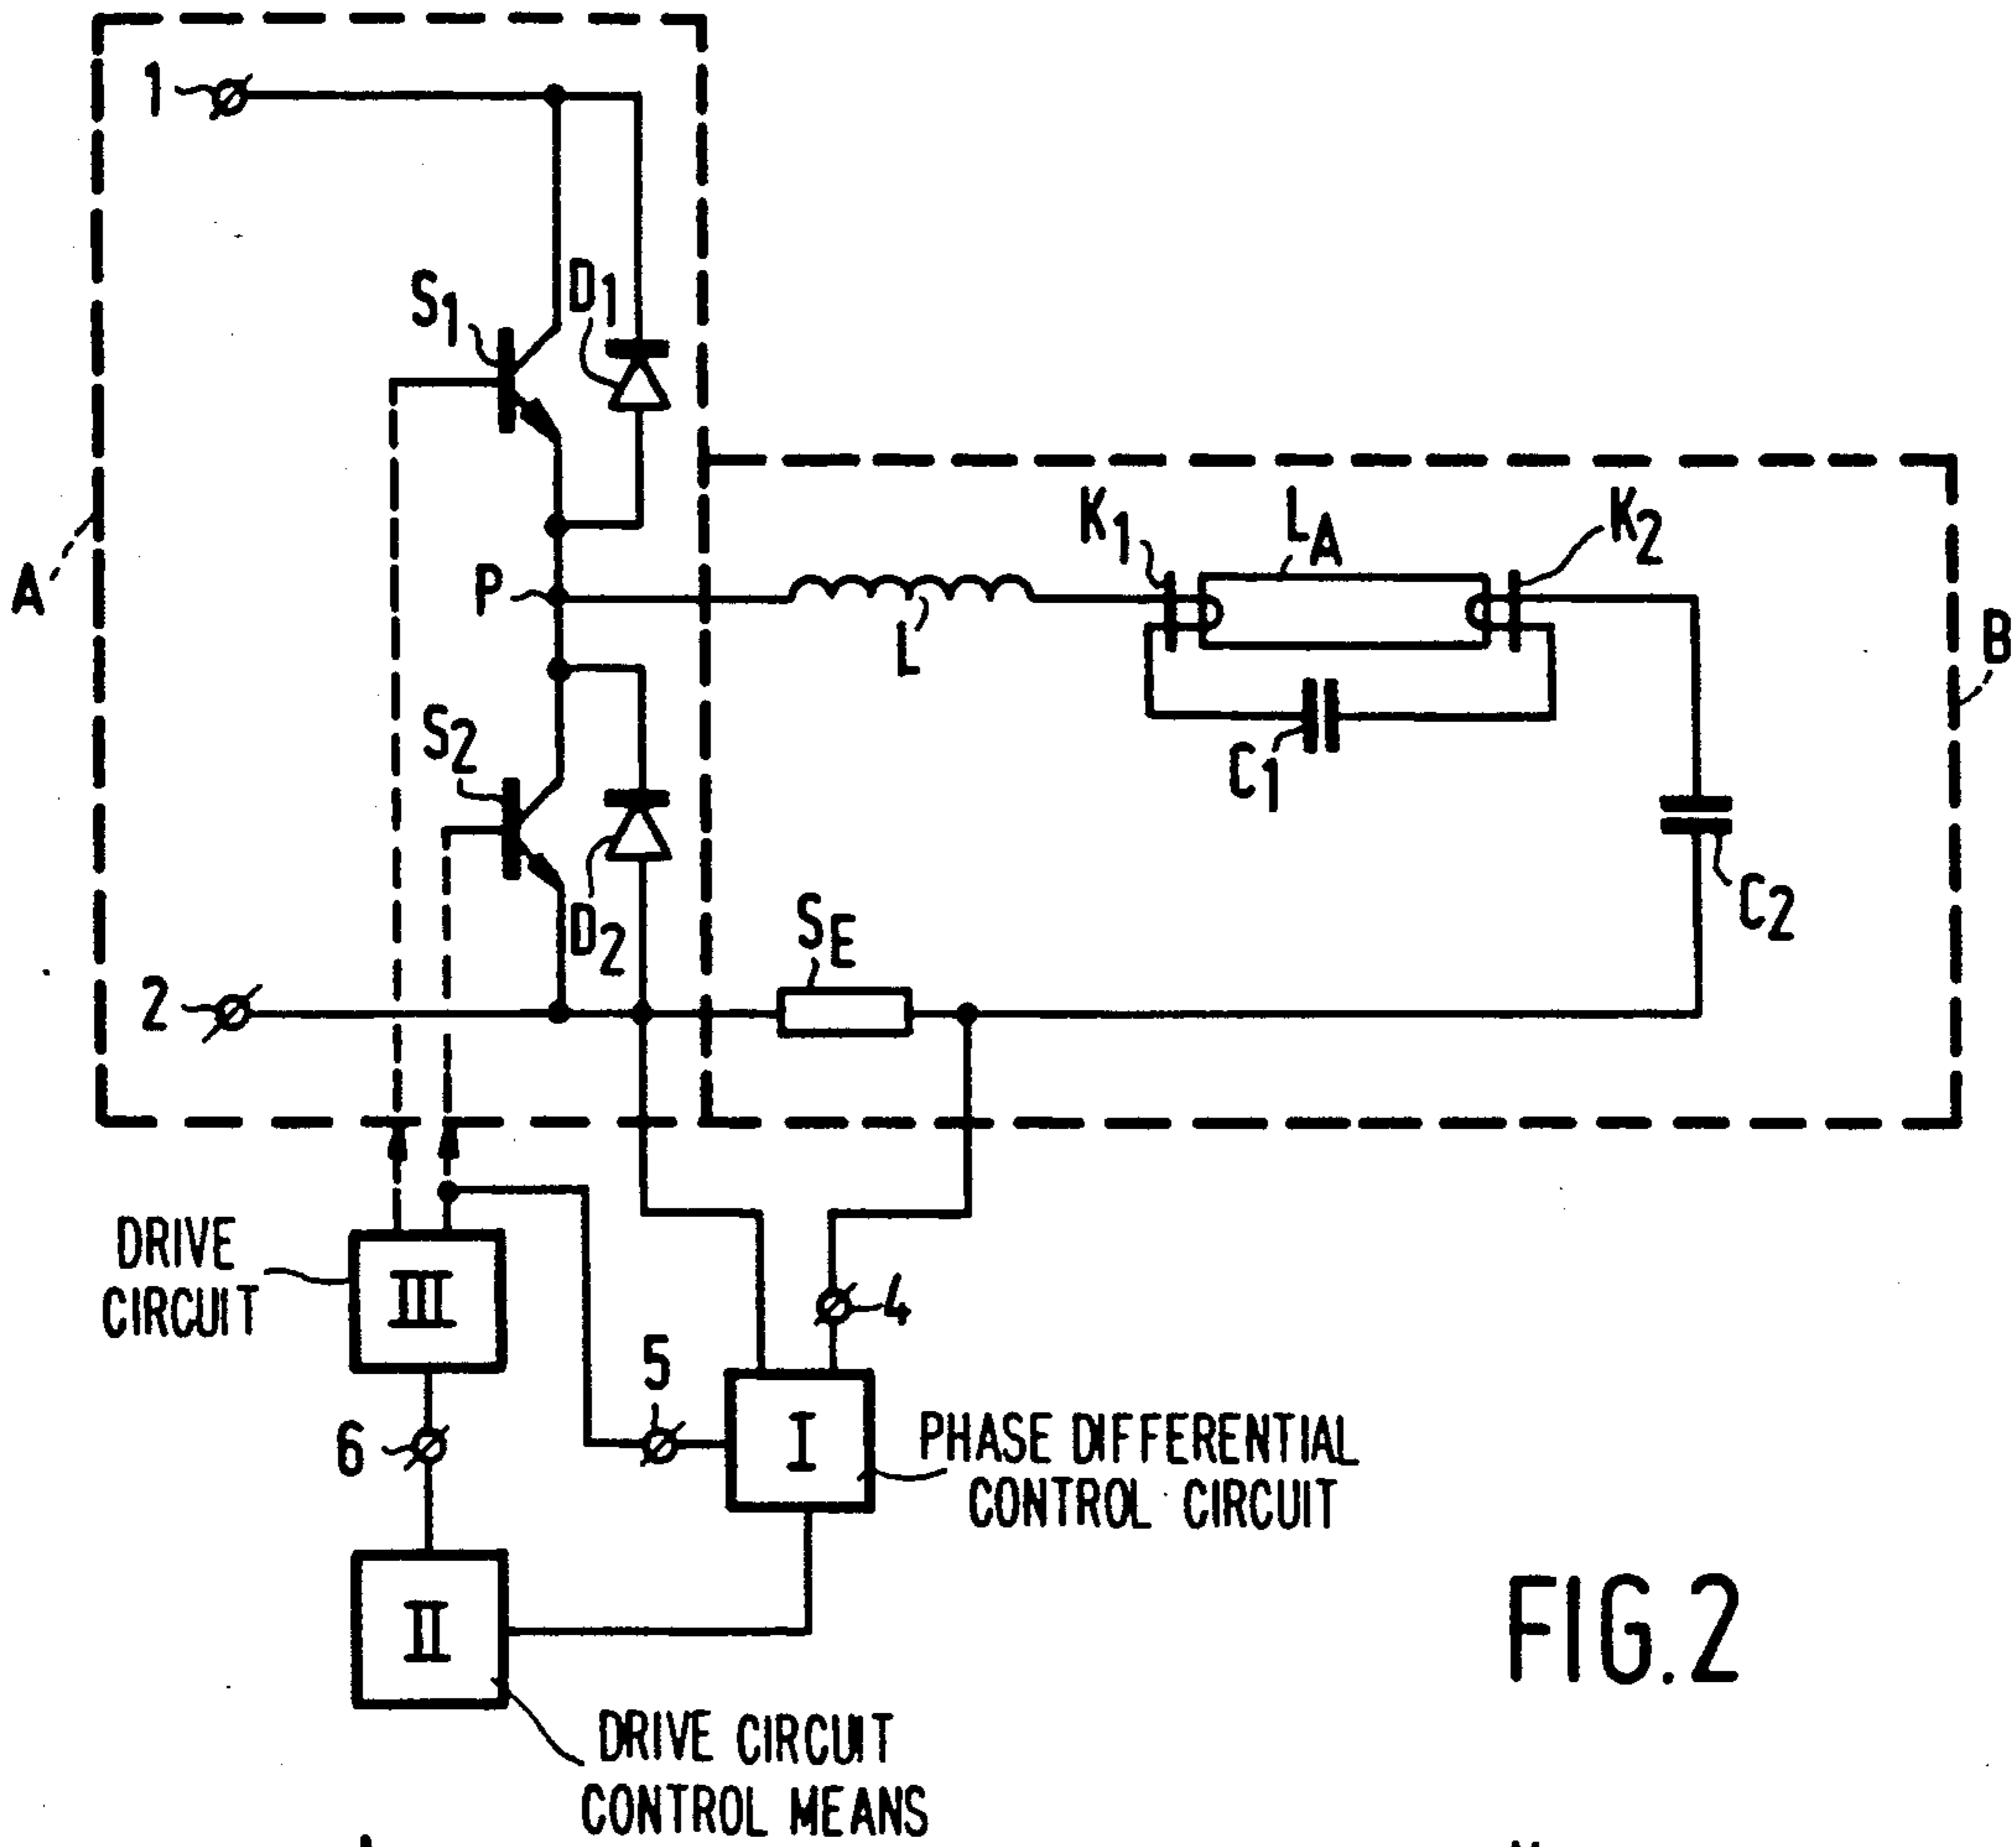 1
S1
D1
A
P
L
K1
LA
K2
B
C1
S2
D2
C2
SE
2
DRIVE
CIRCUIT
III
4
5
6
I
PHASE DIFFERENTIAL
CONTROL CIRCUIT
II
DRIVE CIRCUIT
CONTROL MEANS
FIG.2